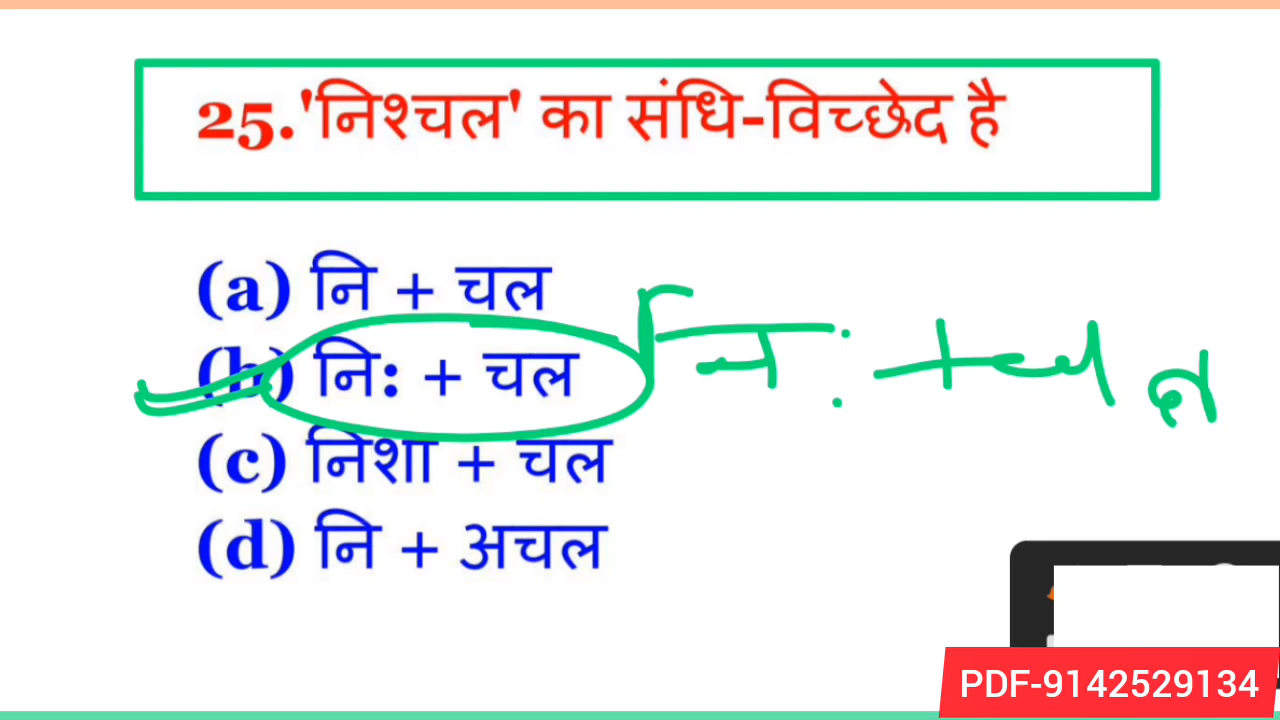 25.'निश्चल' का संधि-विच्छेद है
(a) नि + चल
(b) नि: + चल
नि: + चल
(c) निशा + चल
(d) नि + अचल
PDF-9142529134